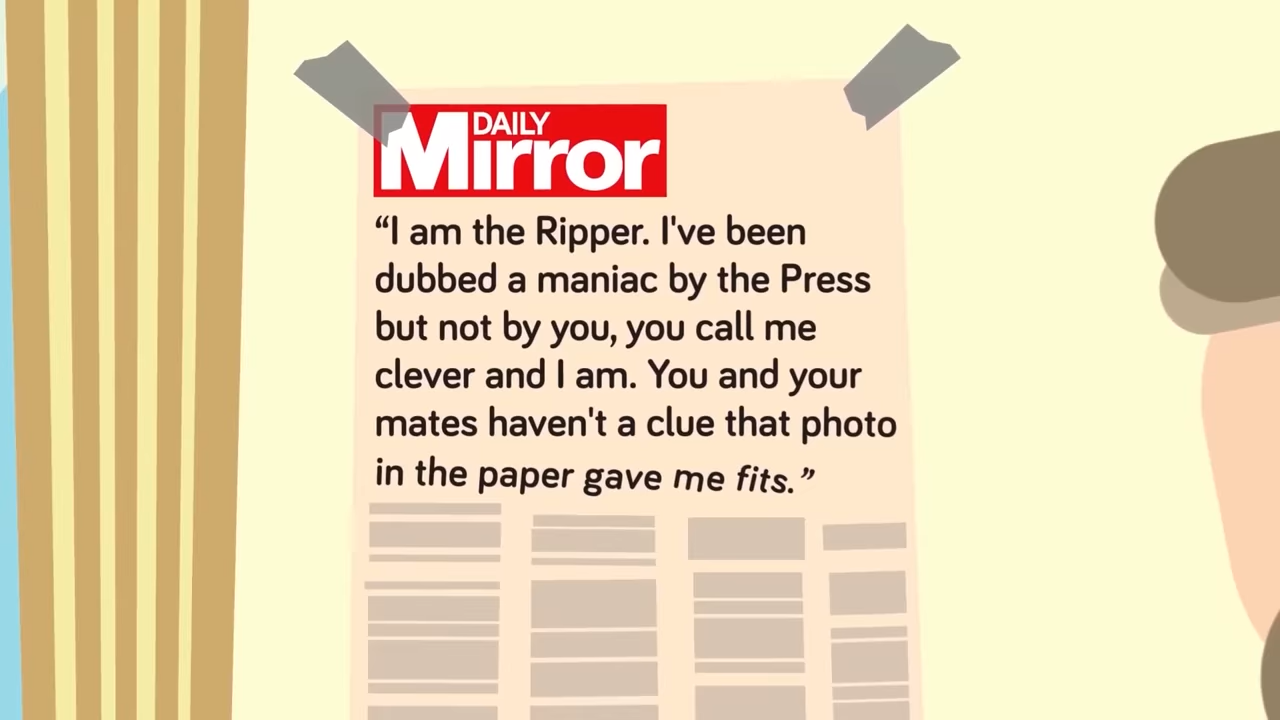 DAILY
Mirror
“I am the Ripper. I've been
dubbed a maniac by the Press
but not by you, you call me
clever and I am. You and your
mates haven't a clue that photo
in the paper gave me fits.”